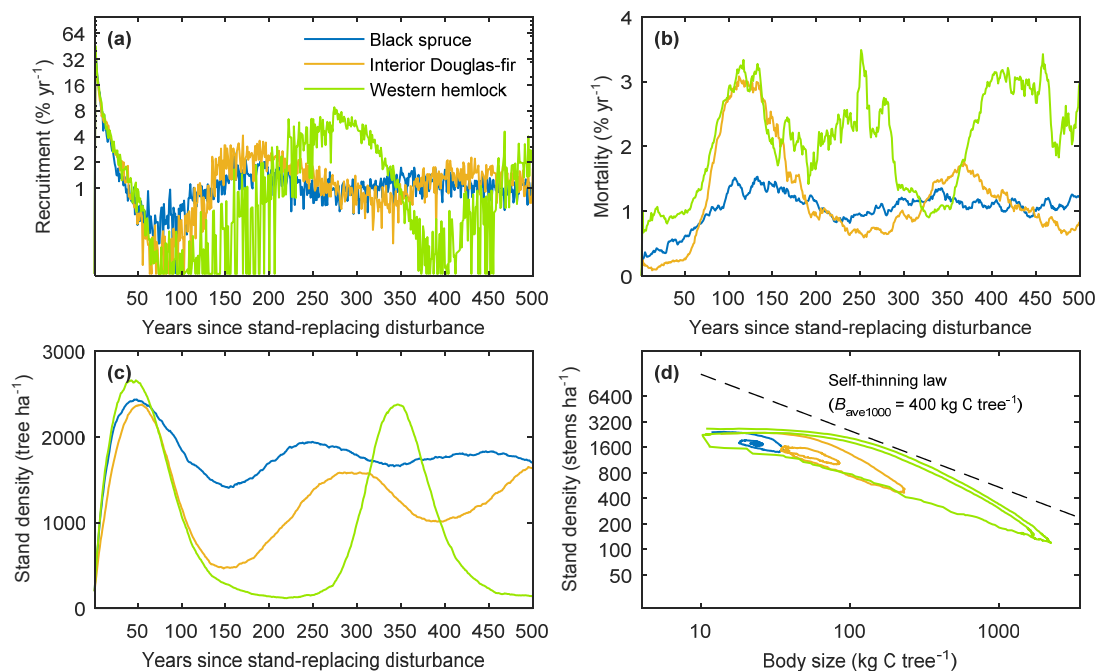 (a)
Black spruce
Interior Douglas-fir
Western hemlock
Recruitment (% yr⁻¹)
64
32
16
8
4
2
1
50 100 150 200 250 300 350 400 450 500
Years since stand-replacing disturbance
(b)
Mortality (% yr⁻¹)
4
3
2
1
0
50 100 150 200 250 300 350 400 450 500
Years since stand-replacing disturbance
(c)
Stand density (tree ha⁻¹)
3000
2000
1000
0
50 100 150 200 250 300 350 400 450 500
Years since stand-replacing disturbance
(d)
Self-thinning law
(B_ave1000 = 400 kg C tree⁻¹)
Stand density (stems ha⁻¹)
6400
3200
1600
800
400
200
100
50
10 100 1000
Body size (kg C tree⁻¹)